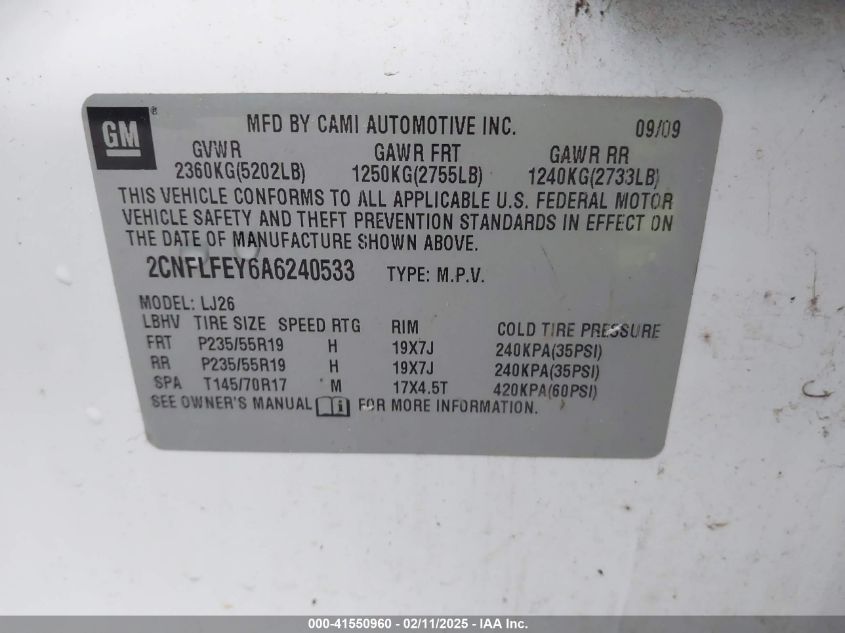 GM ®
MFD BY CAMI AUTOMOTIVE INC. 09/09
GVWR GAWR FRT GAWR RR
2360KG(5202LB) 1250KG(2755LB) 1240KG(2733LB)
THIS VEHICLE CONFORMS TO ALL APPLICABLE U.S. FEDERAL MOTOR
VEHICLE SAFETY AND THEFT PREVENTION STANDARDS IN EFFECT ON
THE DATE OF MANUFACTURE SHOWN ABOVE.
2CNFLFEY6A6240533 TYPE: M.P.V.
MODEL: LJ26
LBHV TIRE SIZE SPEED RTG RIM COLD TIRE PRESSURE
FRT P235/55R19 H 19X7J 240KPA(35PSI)
RR P235/55R19 H 19X7J 240KPA(35PSI)
SPA T145/70R17 M 17X4.5T 420KPA(60PSI)
SEE OWNER'S MANUAL FOR MORE INFORMATION.
000-41550960 - 02/11/2025 - IAA Inc.